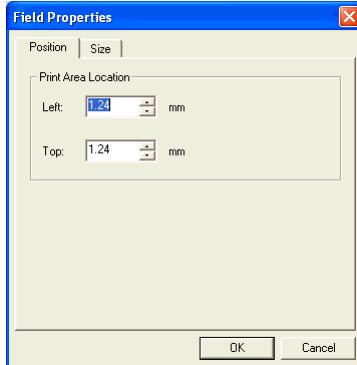 Field Properties
Position Size
Print Area Location
Left: 1.24 mm
Top: 1.24 mm
OK Cancel